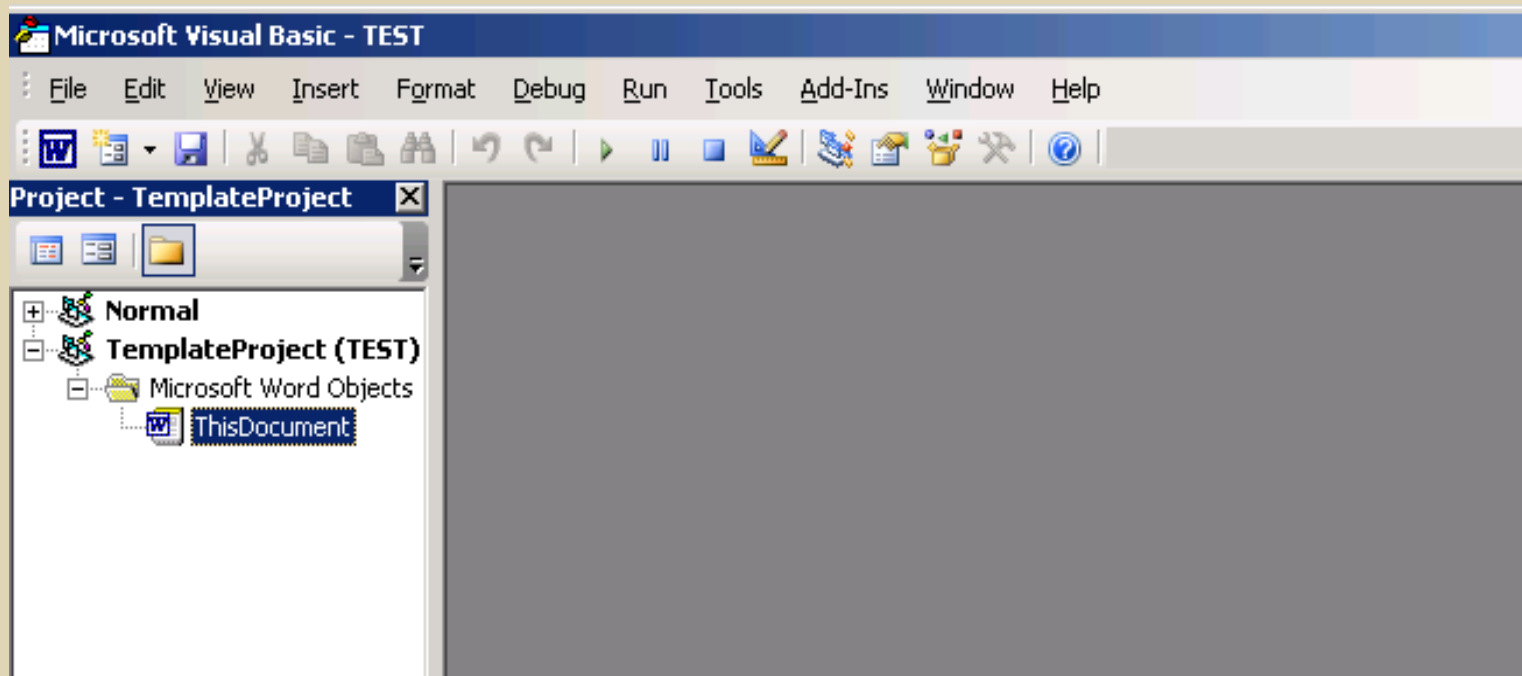 Microsoft Visual Basic - TEST
File Edit View Insert Format Debug Run Tools Add-Ins Window Help
Project - TemplateProject
Normal
TemplateProject (TEST)
Microsoft Word Objects
ThisDocument